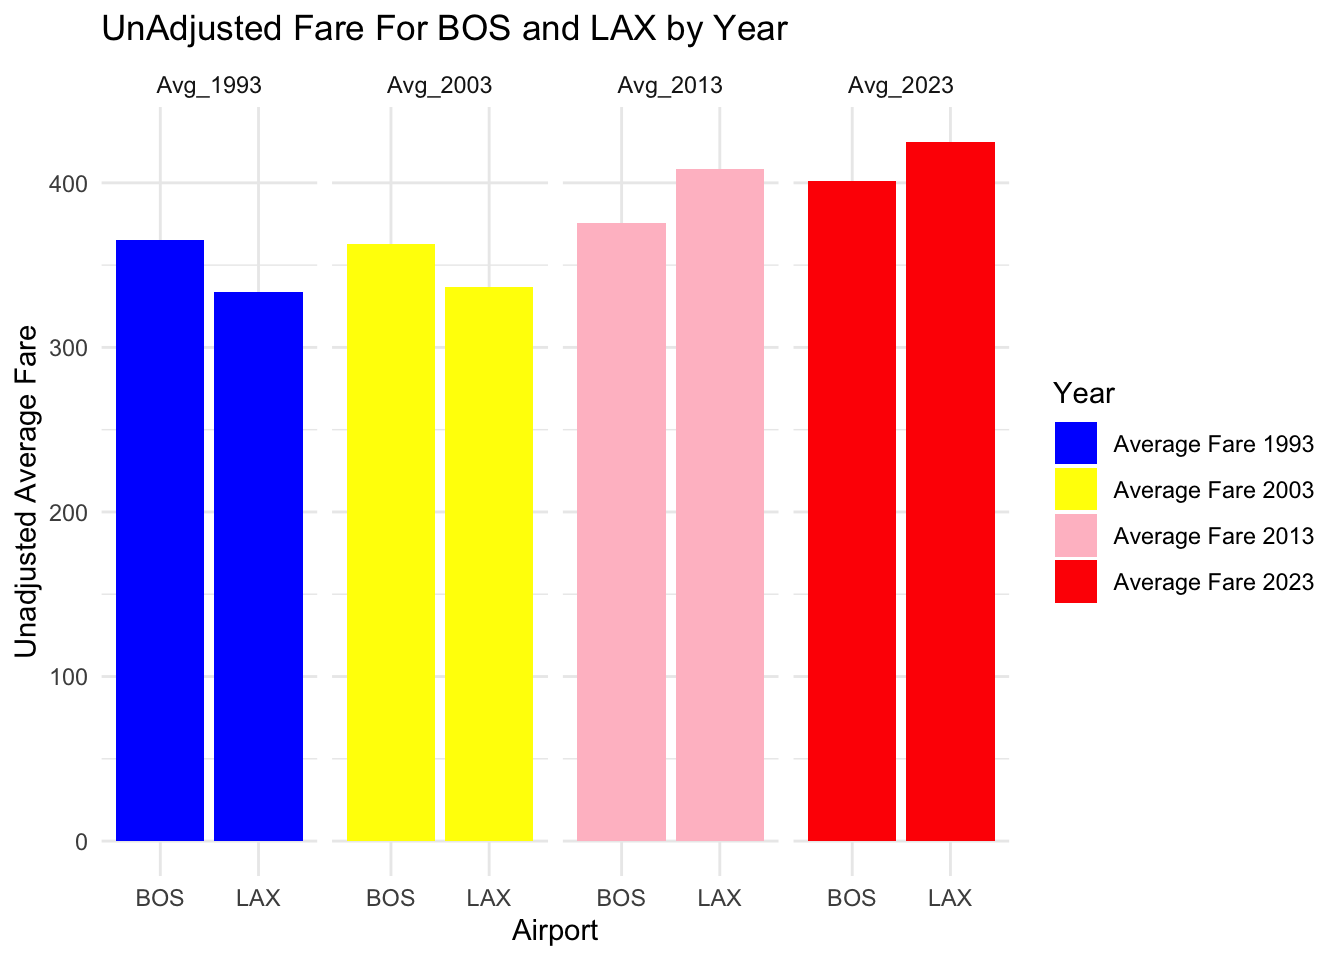 UnAdjusted Fare For BOS and LAX by Year
Avg_1993 Avg_2003 Avg_2013 Avg_2023
400
300
200
100
0
Unadjusted Average Fare
BOS LAX BOS LAX BOS LAX BOS LAX
Airport
Year
Average Fare 1993
Average Fare 2003
Average Fare 2013
Average Fare 2023